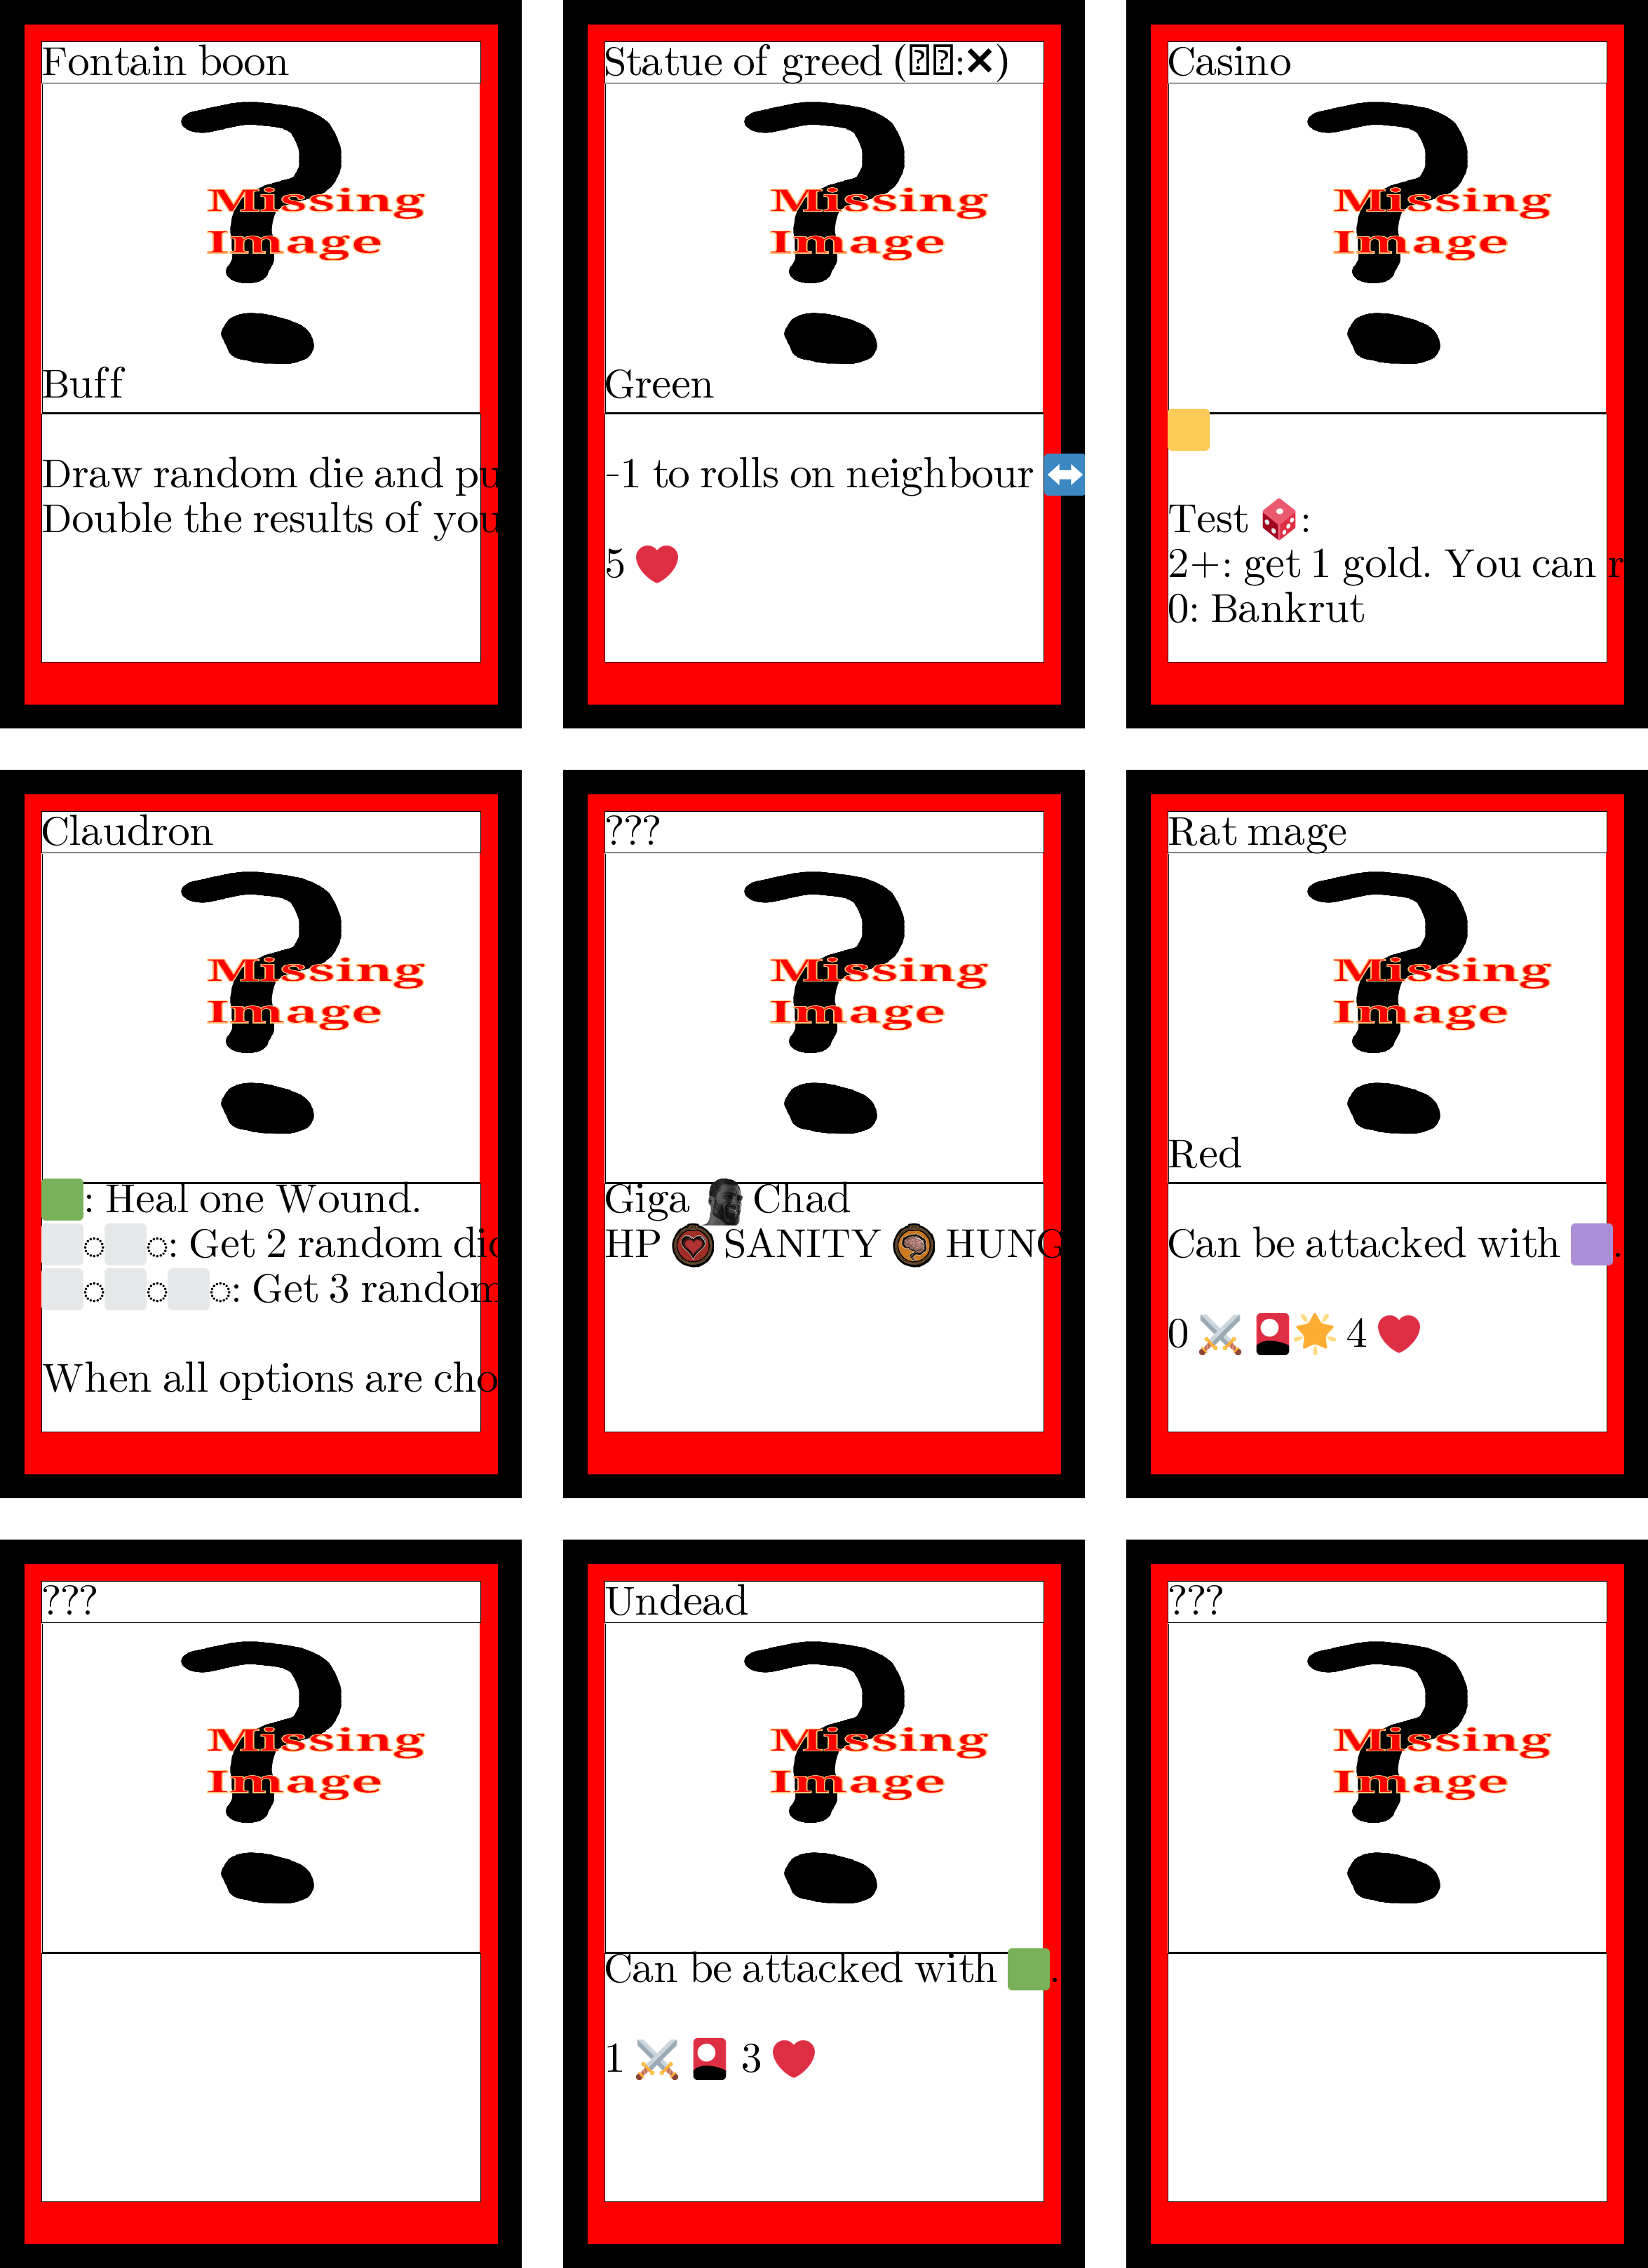 Fontain boon
Missing
Image
Buff
Draw random die and pu
Double the results of you
Statue of greed (⍰⍰:❌)
Missing
Image
Green
-1 to rolls on neighbour ↔️
5 ❤️
Casino
Missing
Image
🟨
Test 🎲:
2+: get 1 gold. You can r
0: Bankrut
Claudron
Missing
Image
🟩: Heal one Wound.
⬜◌⬜◌: Get 2 random dic
⬜◌⬜◌⬜◌: Get 3 random
When all options are cho
???
Missing
Image
Giga Chad
HP SANITY HUNG
Rat mage
Missing
Image
Red
Can be attacked with 🟪.
0 ⚔️ 🎴🌟 4 ❤️
???
Missing
Image
Undead
Missing
Image
Can be attacked with 🟩.
1 ⚔️ 🎴 3 ❤️
???
Missing
Image